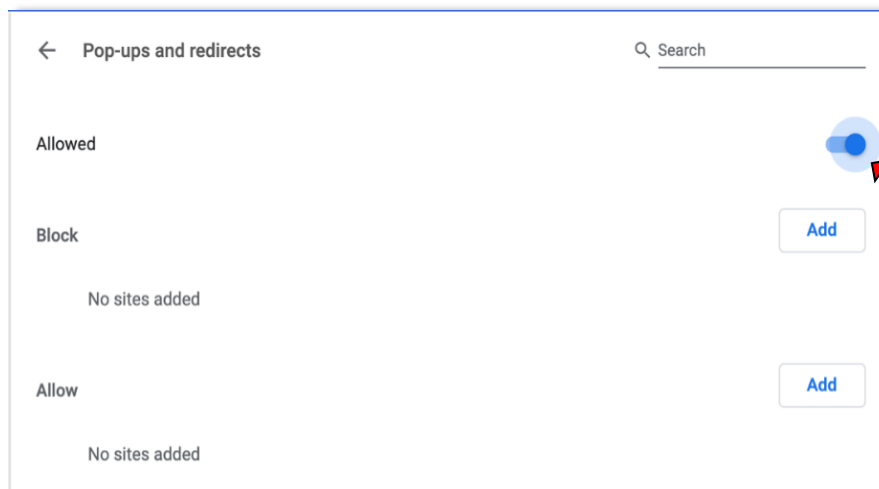 Pop-ups and redirects
Search
Allowed
Block
Add
No sites added
Allow
Add
No sites added